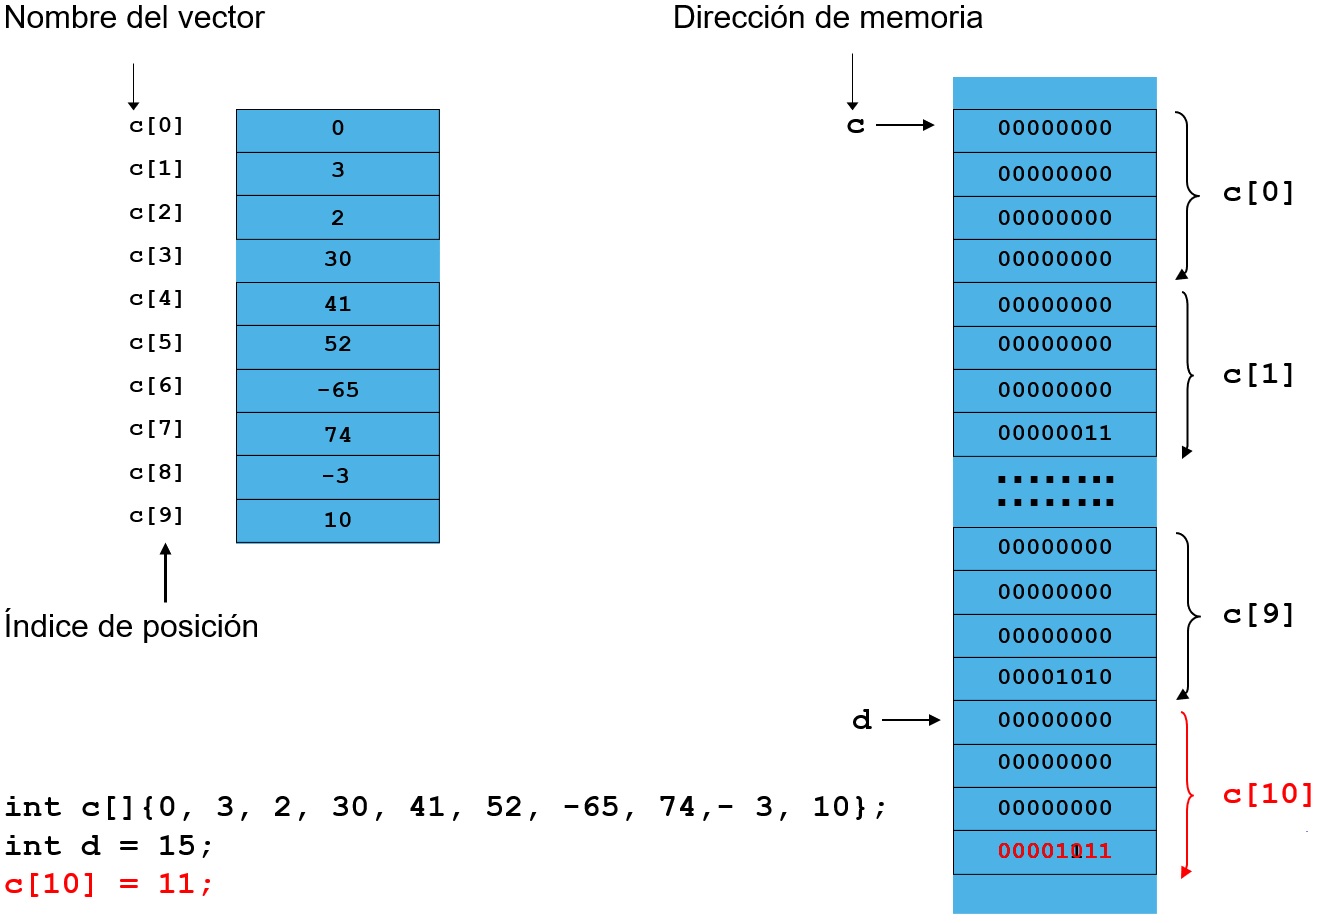 Nombre del vector
c[0] 0
c[1] 3
c[2] 2
c[3] 30
c[4] 41
c[5] 52
c[6] -65
c[7] 74
c[8] -3
c[9] 10
Índice de posición
int c[]{0, 3, 2, 30, 41, 52, -65, 74,- 3, 10};
int d = 15;
c[10] = 11;
Dirección de memoria
c
00000000
00000000
00000000
00000000
c[0]
00000000
00000000
00000000
00000011
c[1]
00000000
00000000
00000000
00001010
c[9]
d
00000000
00000000
00000000
00001011
c[10]